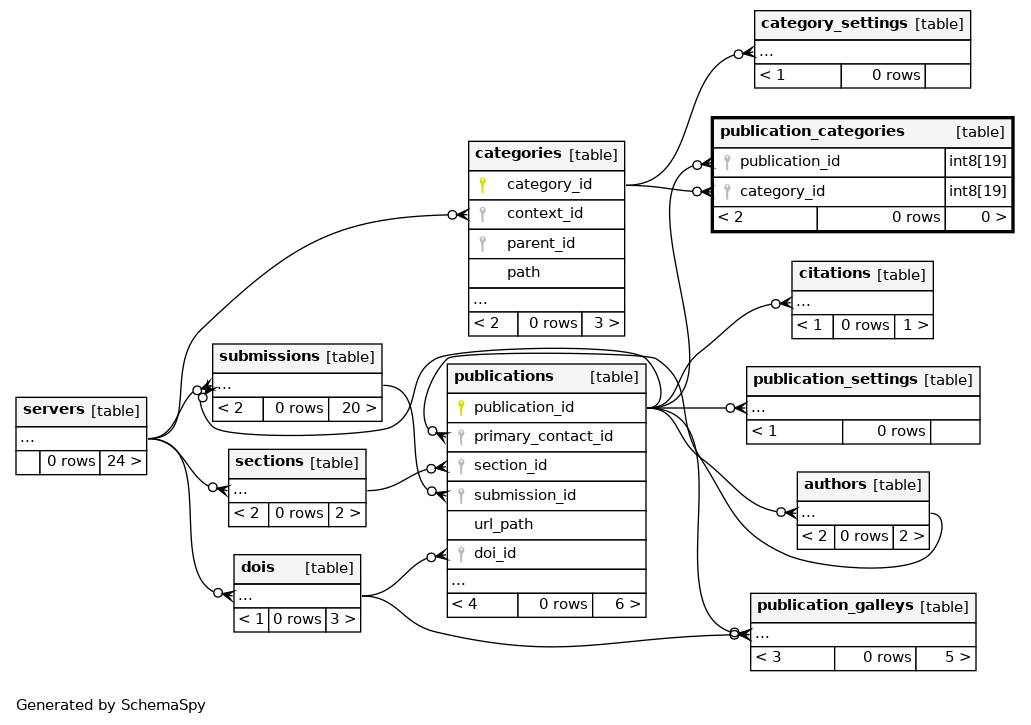 category_settings [table]
...
< 1 0 rows
publication_categories [table]
publication_id int8[19]
category_id int8[19]
< 2 0 rows 0 >
categories [table]
category_id
context_id
parent_id
path
...
< 2 0 rows 3 >
citations [table]
...
< 1 0 rows 1 >
submissions [table]
...
< 2 0 rows 20 >
publications [table]
publication_id
primary_contact_id
section_id
submission_id
url_path
doi_id
...
< 4 0 rows 6 >
publication_settings [table]
...
< 1 0 rows
servers [table]
...
0 rows 24 >
sections [table]
...
< 2 0 rows 2 >
authors [table]
...
< 2 0 rows 2 >
dois [table]
...
< 1 0 rows 3 >
publication_galleys [table]
...
< 3 0 rows 5 >
Generated by SchemaSpy